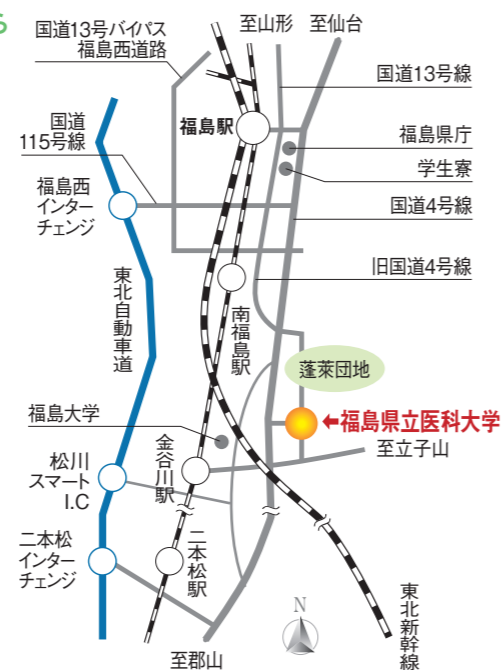 ら
国道13号バイパス
福島西道路
至山形
至仙台
国道13号線
福島駅
福島県庁
学生寮
国道
115号線
国道4号線
福島西
インター
チェンジ
旧国道4号線
東北自動車道
南福島駅
蓬萊団地
←福島県立医科大学
福島大学
金谷川駅
至立子山
松川
スマート
I.C
二本松
インター
チェンジ
二本松駅
N
東北新幹線
至郡山